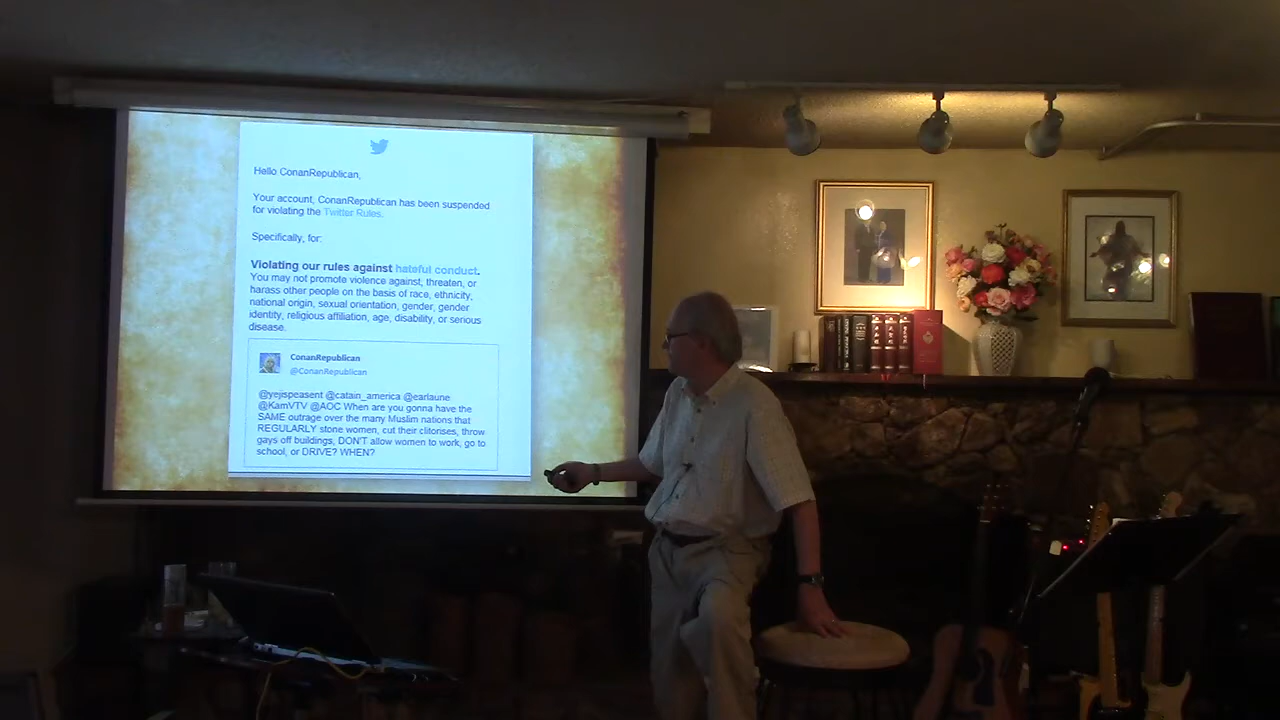 Hello ConanRepublican,
Your account, ConanRepublican has been suspended
for violating the Twitter Rules.
Specifically, for:
Violating our rules against hateful conduct.
You may not promote violence against, threaten, or
harass other people on the basis of race, ethnicity,
national origin, sexual orientation, gender, gender
identity, religious affiliation, age, disability, or serious
disease.
ConanRepublican
@ConanRepublican
@yejispeasent @catain_america @earlaune
@KamVTV @AOC When are you gonna have the
SAME outrage over the many Muslim nations that
REGULARLY stone women, cut their clitorises, throw
gays off buildings, DON'T allow women to work, go to
school, or DRIVE? WHEN?